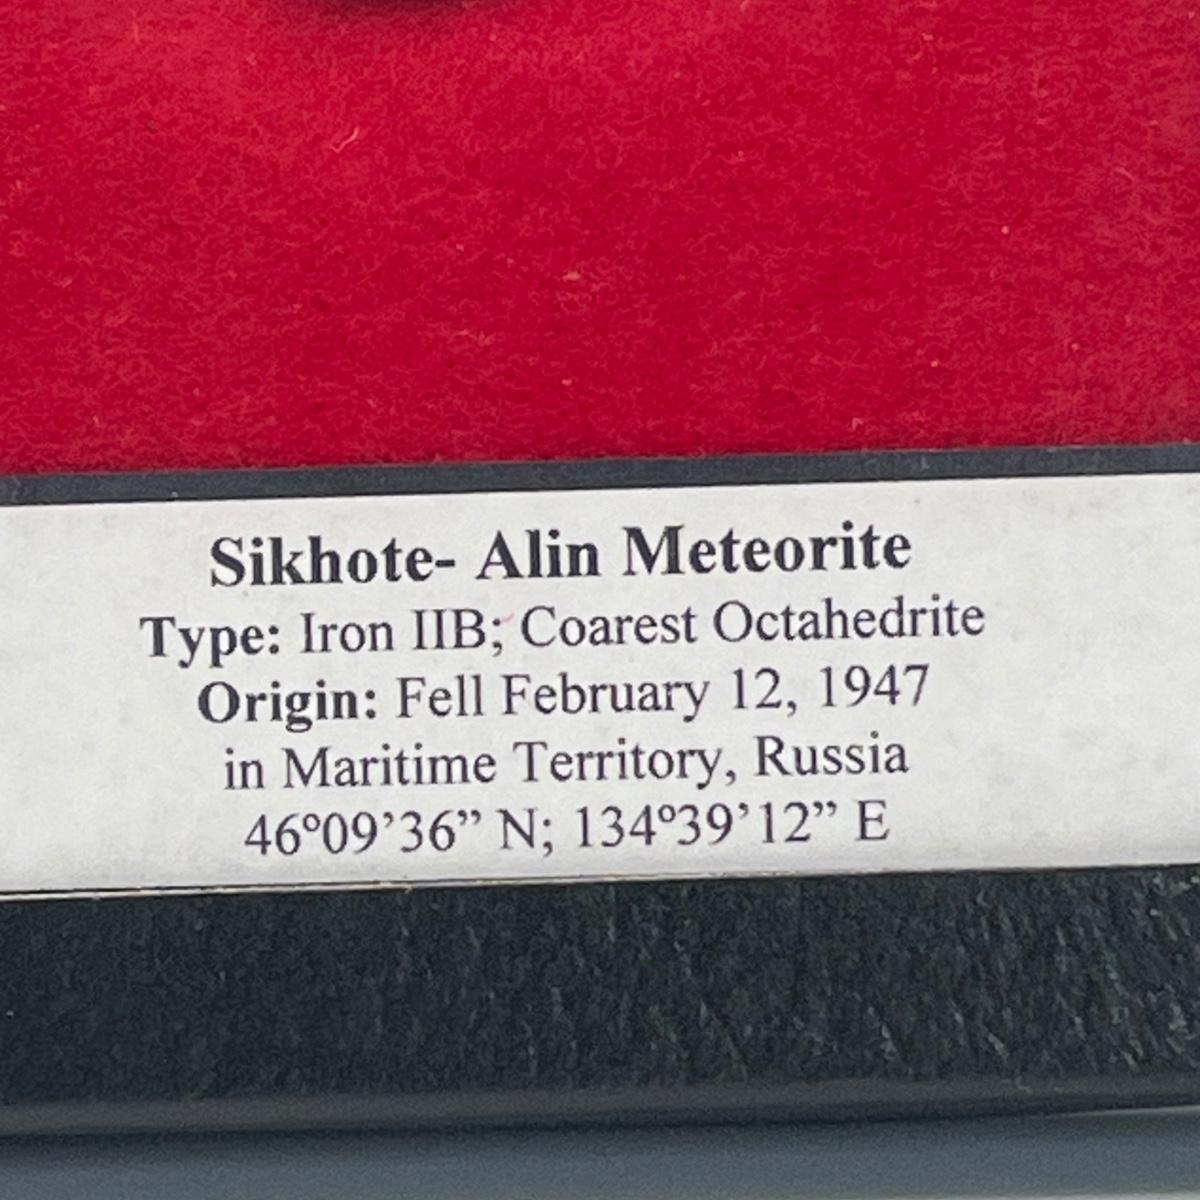 Sikhote- Alin Meteorite
Type: Iron IIB; Coarest Octahedrite
Origin: Fell February 12, 1947
in Maritime Territory, Russia
46º09’36” N; 134º39’12” E